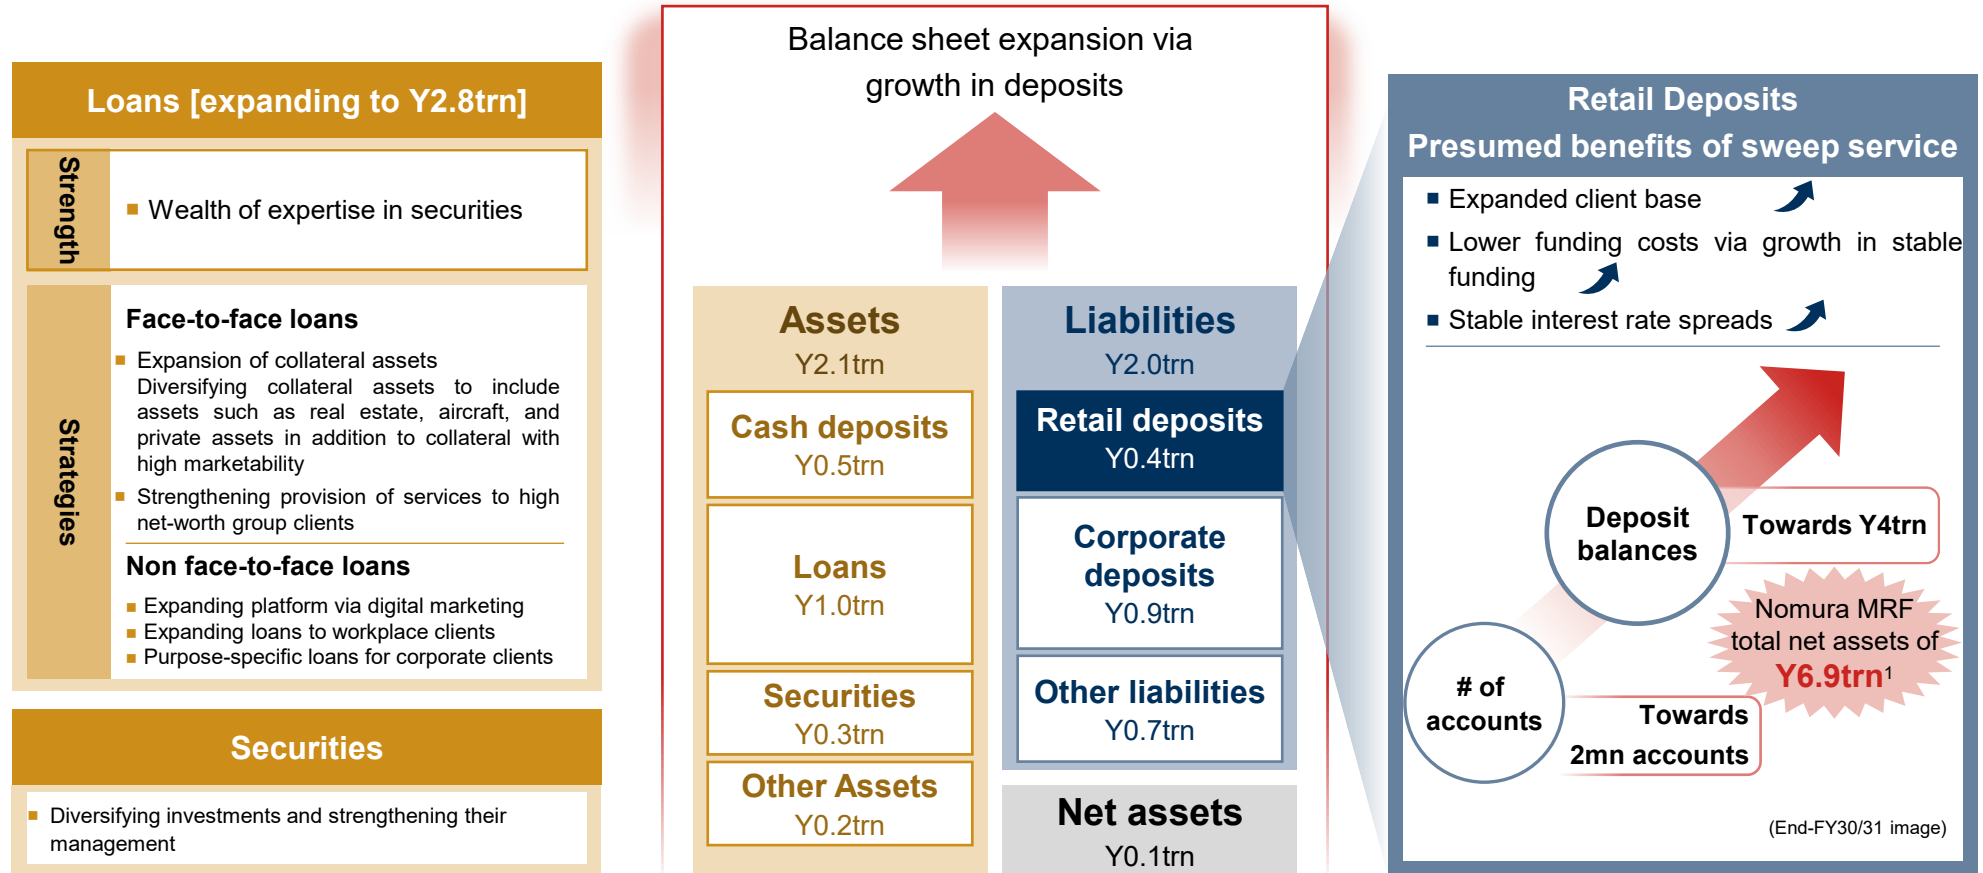 Loans [expanding to Y2.8trn]
Strength
■ Wealth of expertise in securities
Strategies
Face-to-face loans
■ Expansion of collateral assets
Diversifying collateral assets to include
assets such as real estate, aircraft, and
private assets in addition to collateral with
high marketability
■ Strengthening provision of services to high
net-worth group clients
Non face-to-face loans
■ Expanding platform via digital marketing
■ Expanding loans to workplace clients
■ Purpose-specific loans for corporate clients
Securities
■ Diversifying investments and strengthening their
management
Balance sheet expansion via
growth in deposits
Assets
Y2.1trn
Cash deposits
Y0.5trn
Loans
Y1.0trn
Securities
Y0.3trn
Other Assets
Y0.2trn
Liabilities
Y2.0trn
Retail deposits
Y0.4trn
Corporate
deposits
Y0.9trn
Other liabilities
Y0.7trn
Net assets
Y0.1trn
Retail Deposits
Presumed benefits of sweep service
■ Expanded client base
■ Lower funding costs via growth in stable
funding
■ Stable interest rate spreads
Deposit
balances
Towards Y4trn
Nomura MRF
total net assets of
Y6.9trn¹
# of
accounts
Towards
2mn accounts
(End-FY30/31 image)